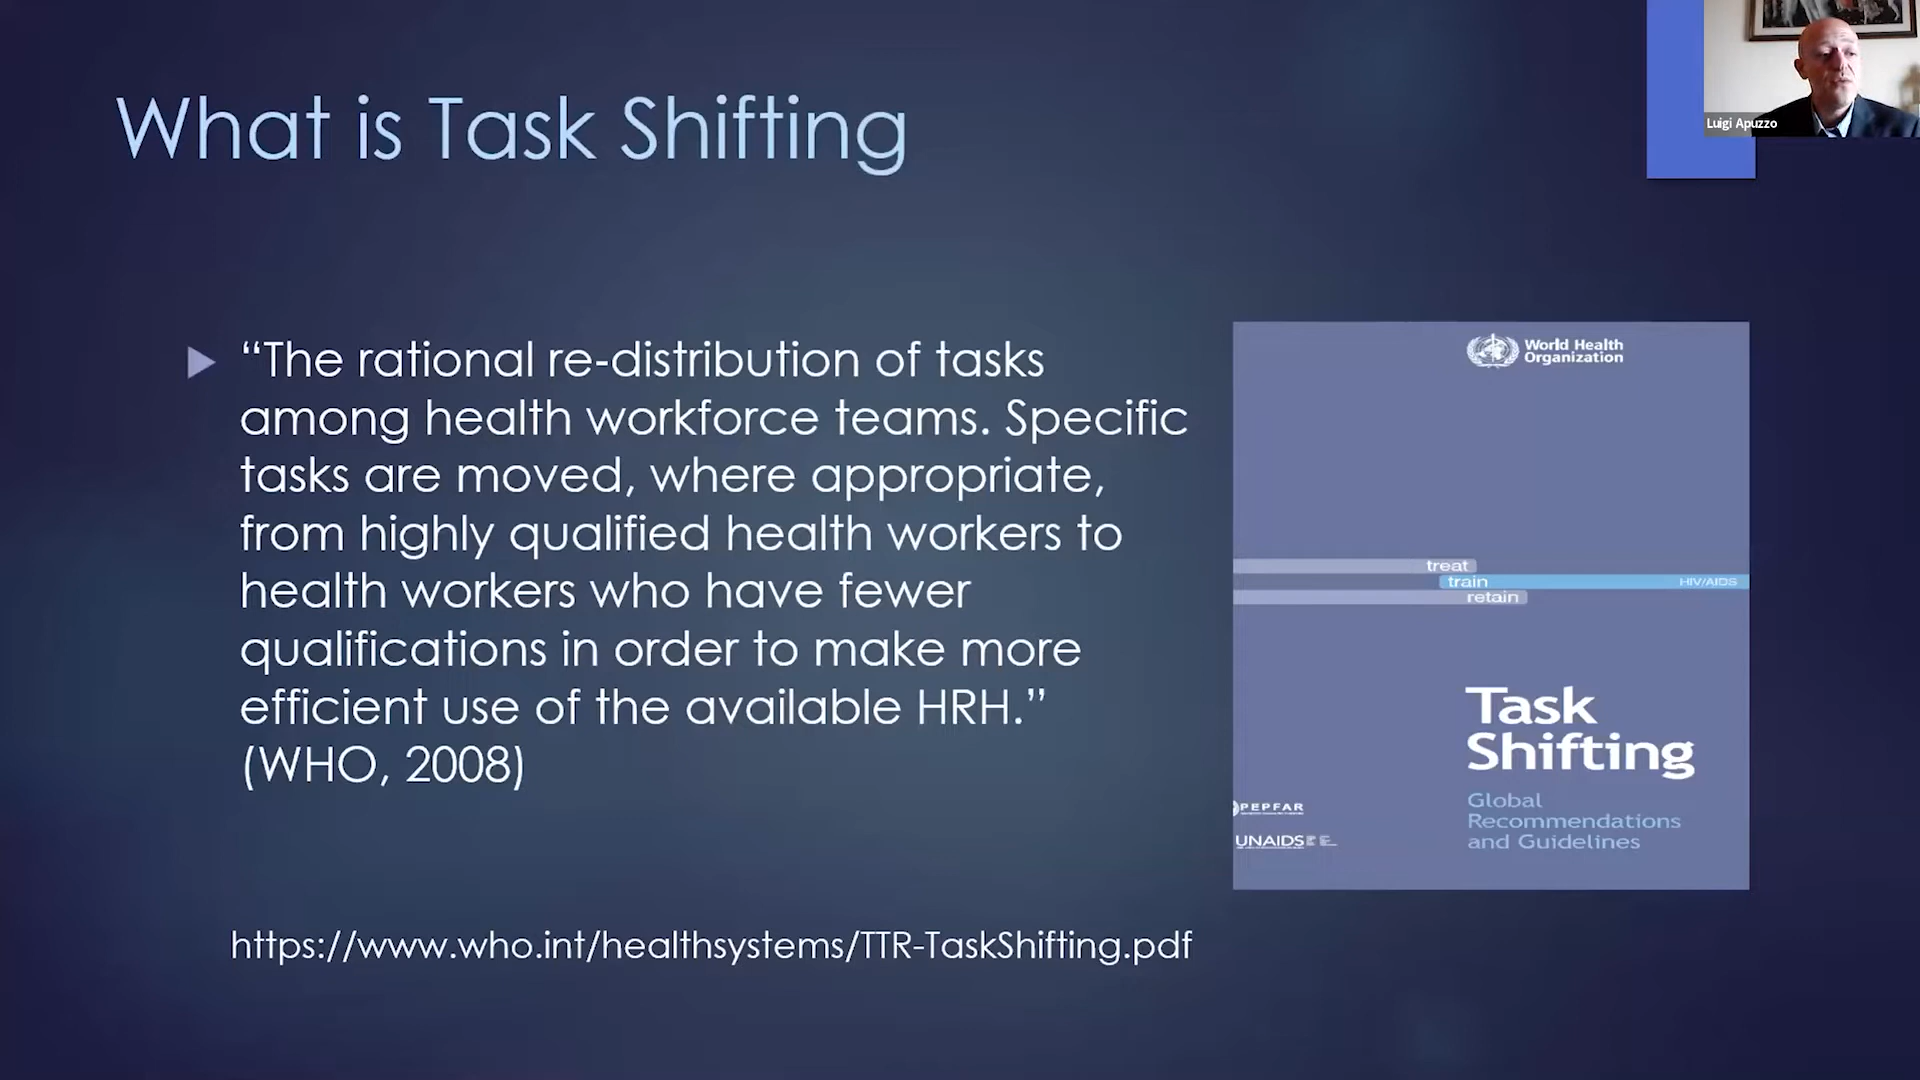 What is Task Shifting
Luigi Apuzzo
“The rational re-distribution of tasks
among health workforce teams. Specific
tasks are moved, where appropriate,
from highly qualified health workers to
health workers who have fewer
qualifications in order to make more
efficient use of the available HRH.”
(WHO, 2008)
World Health
Organization
treat
train
HIV/AIDS
retain
Task
Shifting
Global
Recommendations
and Guidelines
PEPFAR
UNAIDS
https://www.who.int/healthsystems/TTR-TaskShifting.pdf